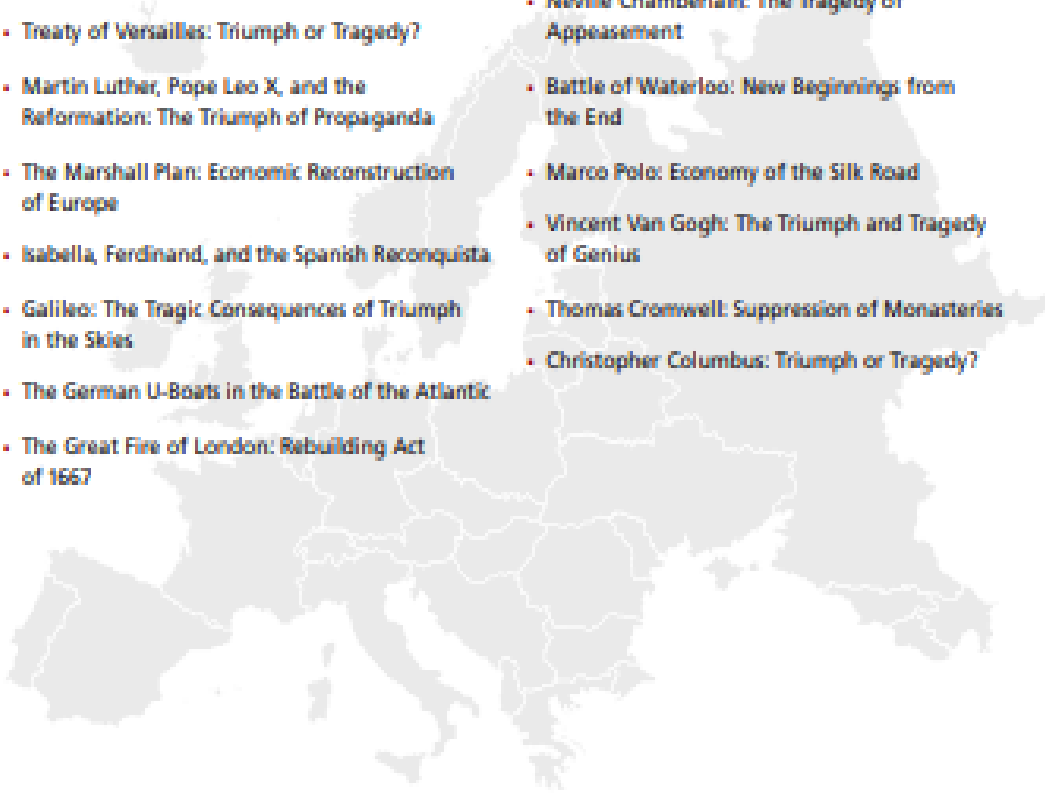 • Treaty of Versailles: Triumph or Tragedy?
• Martin Luther, Pope Leo X, and the
Reformation: The Triumph of Propaganda
• The Marshall Plan: Economic Reconstruction
of Europe
• Isabella, Ferdinand, and the Spanish Reconquista
• Galileo: The Tragic Consequences of Triumph
in the Skies
• The German U-Boats in the Battle of the Atlantic
• The Great Fire of London: Rebuilding Act
of 1667
• Neville Chamberlain: The Tragedy of
Appeasement
• Battle of Waterloo: New Beginnings from
the End
• Marco Polo: Economy of the Silk Road
• Vincent Van Gogh: The Triumph and Tragedy
of Genius
• Thomas Cromwell: Suppression of Monasteries
• Christopher Columbus: Triumph or Tragedy?